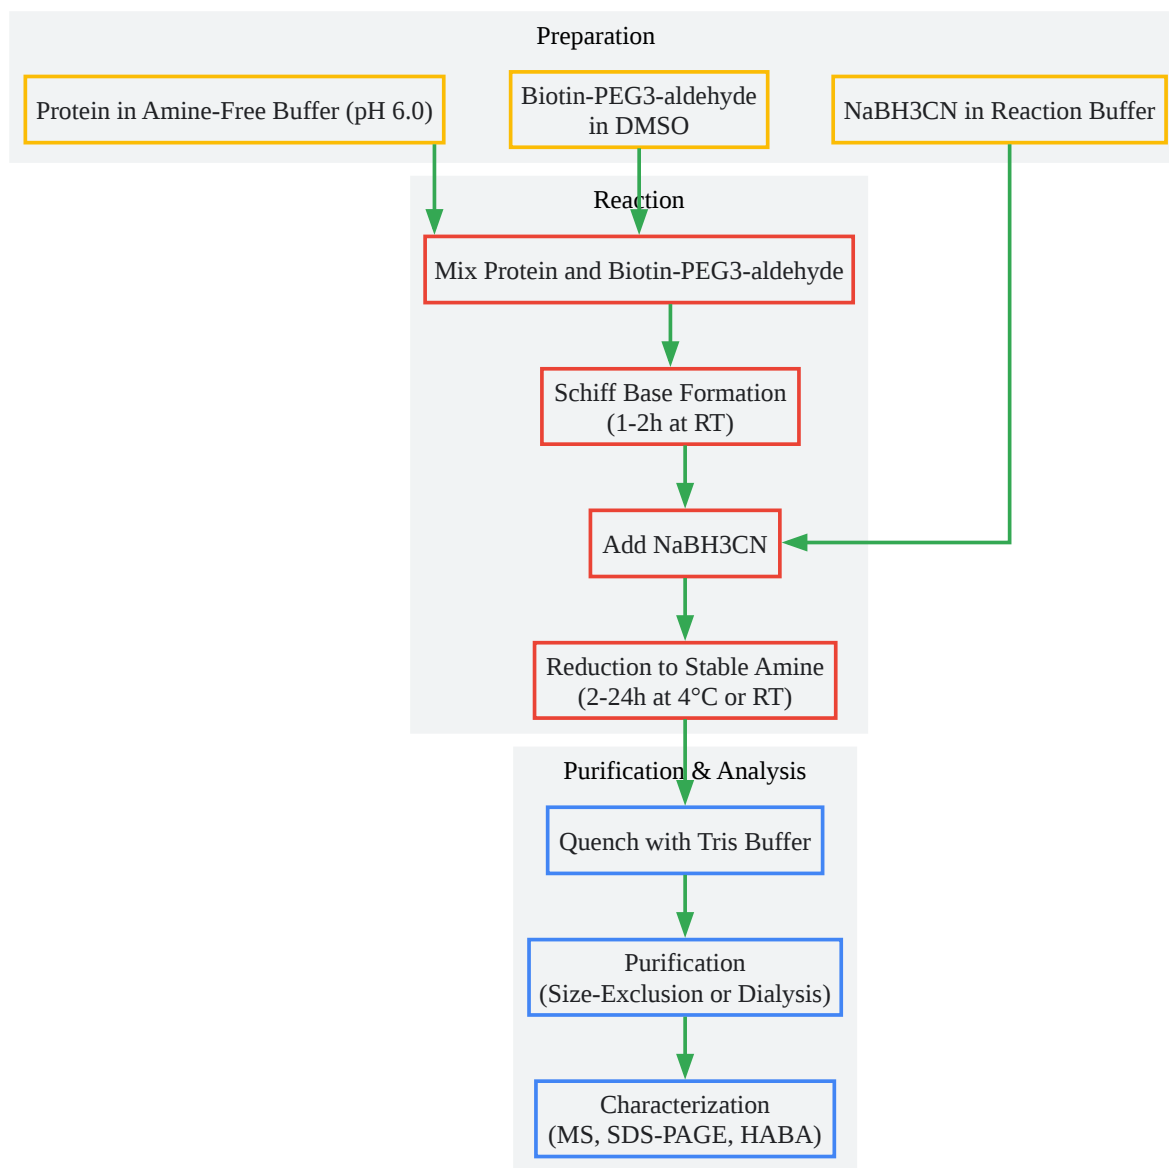 Preparation
Protein in Amine-Free Buffer (pH 6.0)
Biotin-PEG3-aldehyde
in DMSO
NaBH3CN in Reaction Buffer
Reaction
Mix Protein and Biotin-PEG3-aldehyde
Schiff Base Formation
(1-2h at RT)
Add NaBH3CN
Reduction to Stable Amine
(2-24h at 4°C or RT)
Purification & Analysis
Quench with Tris Buffer
Purification
(Size-Exclusion or Dialysis)
Characterization
(MS, SDS-PAGE, HABA)